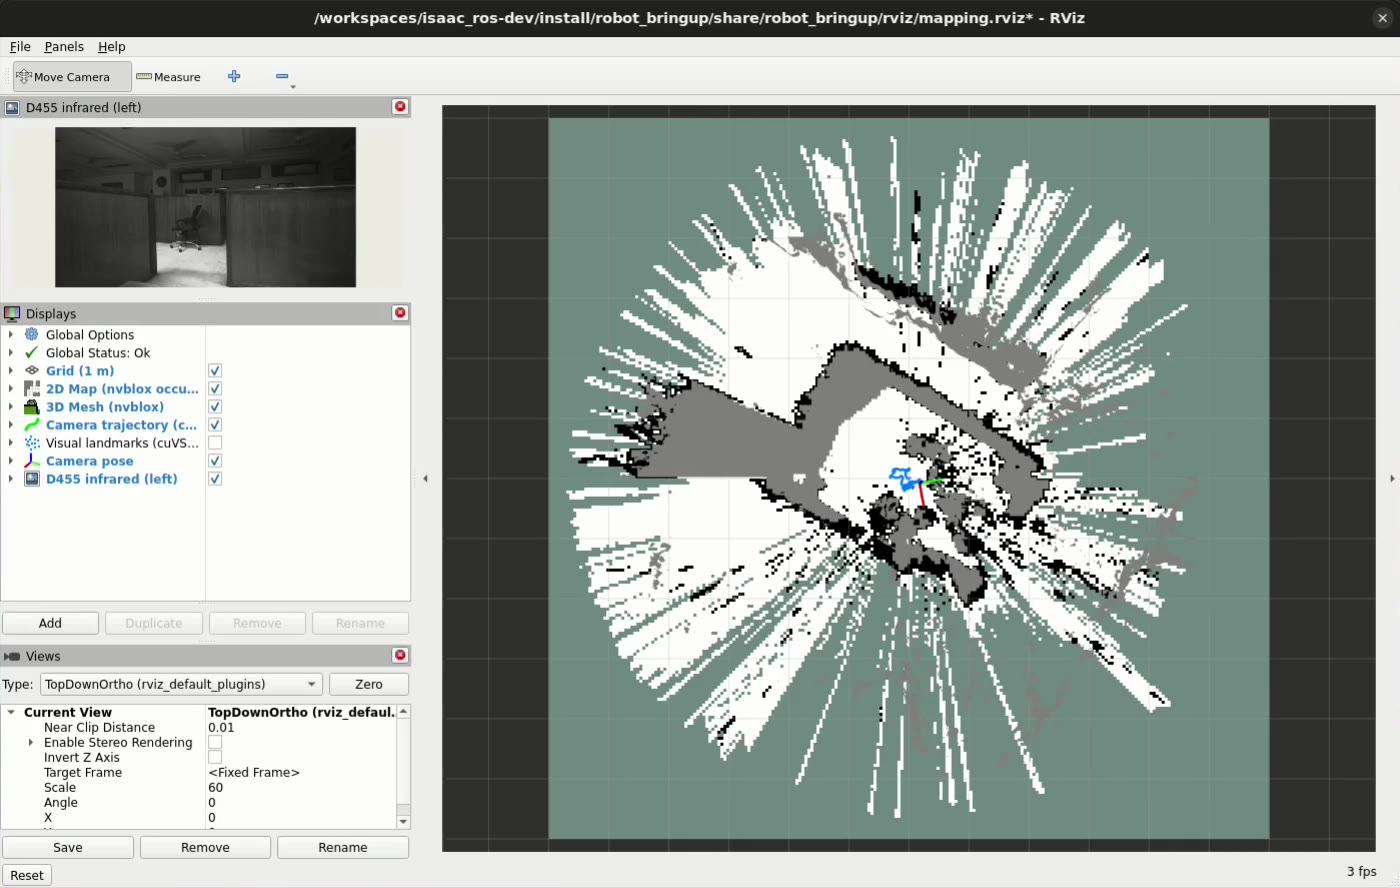 /workspaces/isaac_ros-dev/install/robot_bringup/share/robot_bringup/rviz/mapping.rviz* - RViz
File Panels Help
Move Camera Measure
D455 infrared (left)
Displays
Global Options
Global Status: Ok
Grid (1 m)
2D Map (nvblox occu...
3D Mesh (nvblox)
Camera trajectory (c...
Visual landmarks (cuVS...
Camera pose
D455 infrared (left)
Add Duplicate Remove Rename
Views
Type: TopDownOrtho (rviz_default_plugins) Zero
Current View TopDownOrtho (rviz_defaul...
Near Clip Distance 0.01
Enable Stereo Rendering
Invert Z Axis
Target Frame <Fixed Frame>
Scale 60
Angle 0
X 0
Save Remove Rename
Reset
3 fps